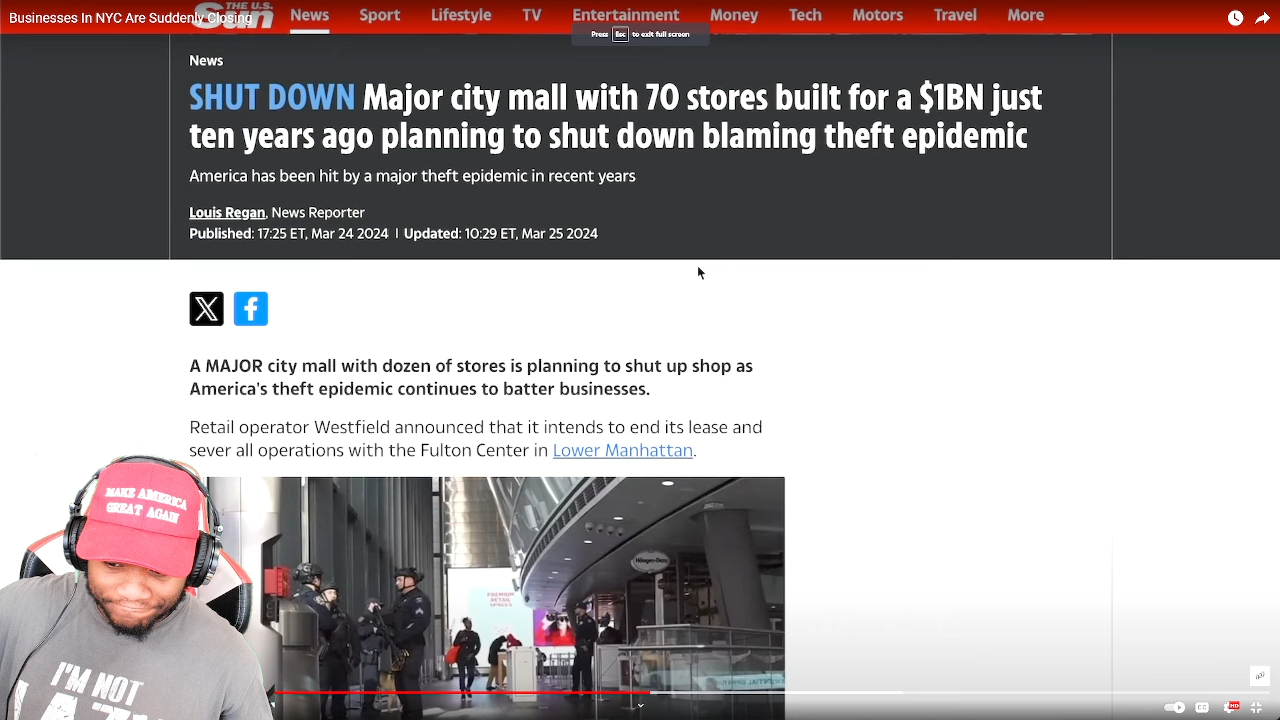 Businesses In NYC Are Suddenly Closing
THE U.S. Sun
News Sport Lifestyle TV Entertainment Money Tech Motors Travel More
Press Esc to exit full screen
News
SHUT DOWN Major city mall with 70 stores built for a $1BN just
ten years ago planning to shut down blaming theft epidemic
America has been hit by a major theft epidemic in recent years
Louis Regan, News Reporter
Published: 17:25 ET, Mar 24 2024 | Updated: 10:29 ET, Mar 25 2024
A MAJOR city mall with dozen of stores is planning to shut up shop as
America's theft epidemic continues to batter businesses.
Retail operator Westfield announced that it intends to end its lease and
sever all operations with the Fulton Center in Lower Manhattan.
MAKE AMERICA
GREAT AGAIN
Häagen-Dazs
PREMIUM
RETAIL
SPACES
I'M NOT
CC
HD